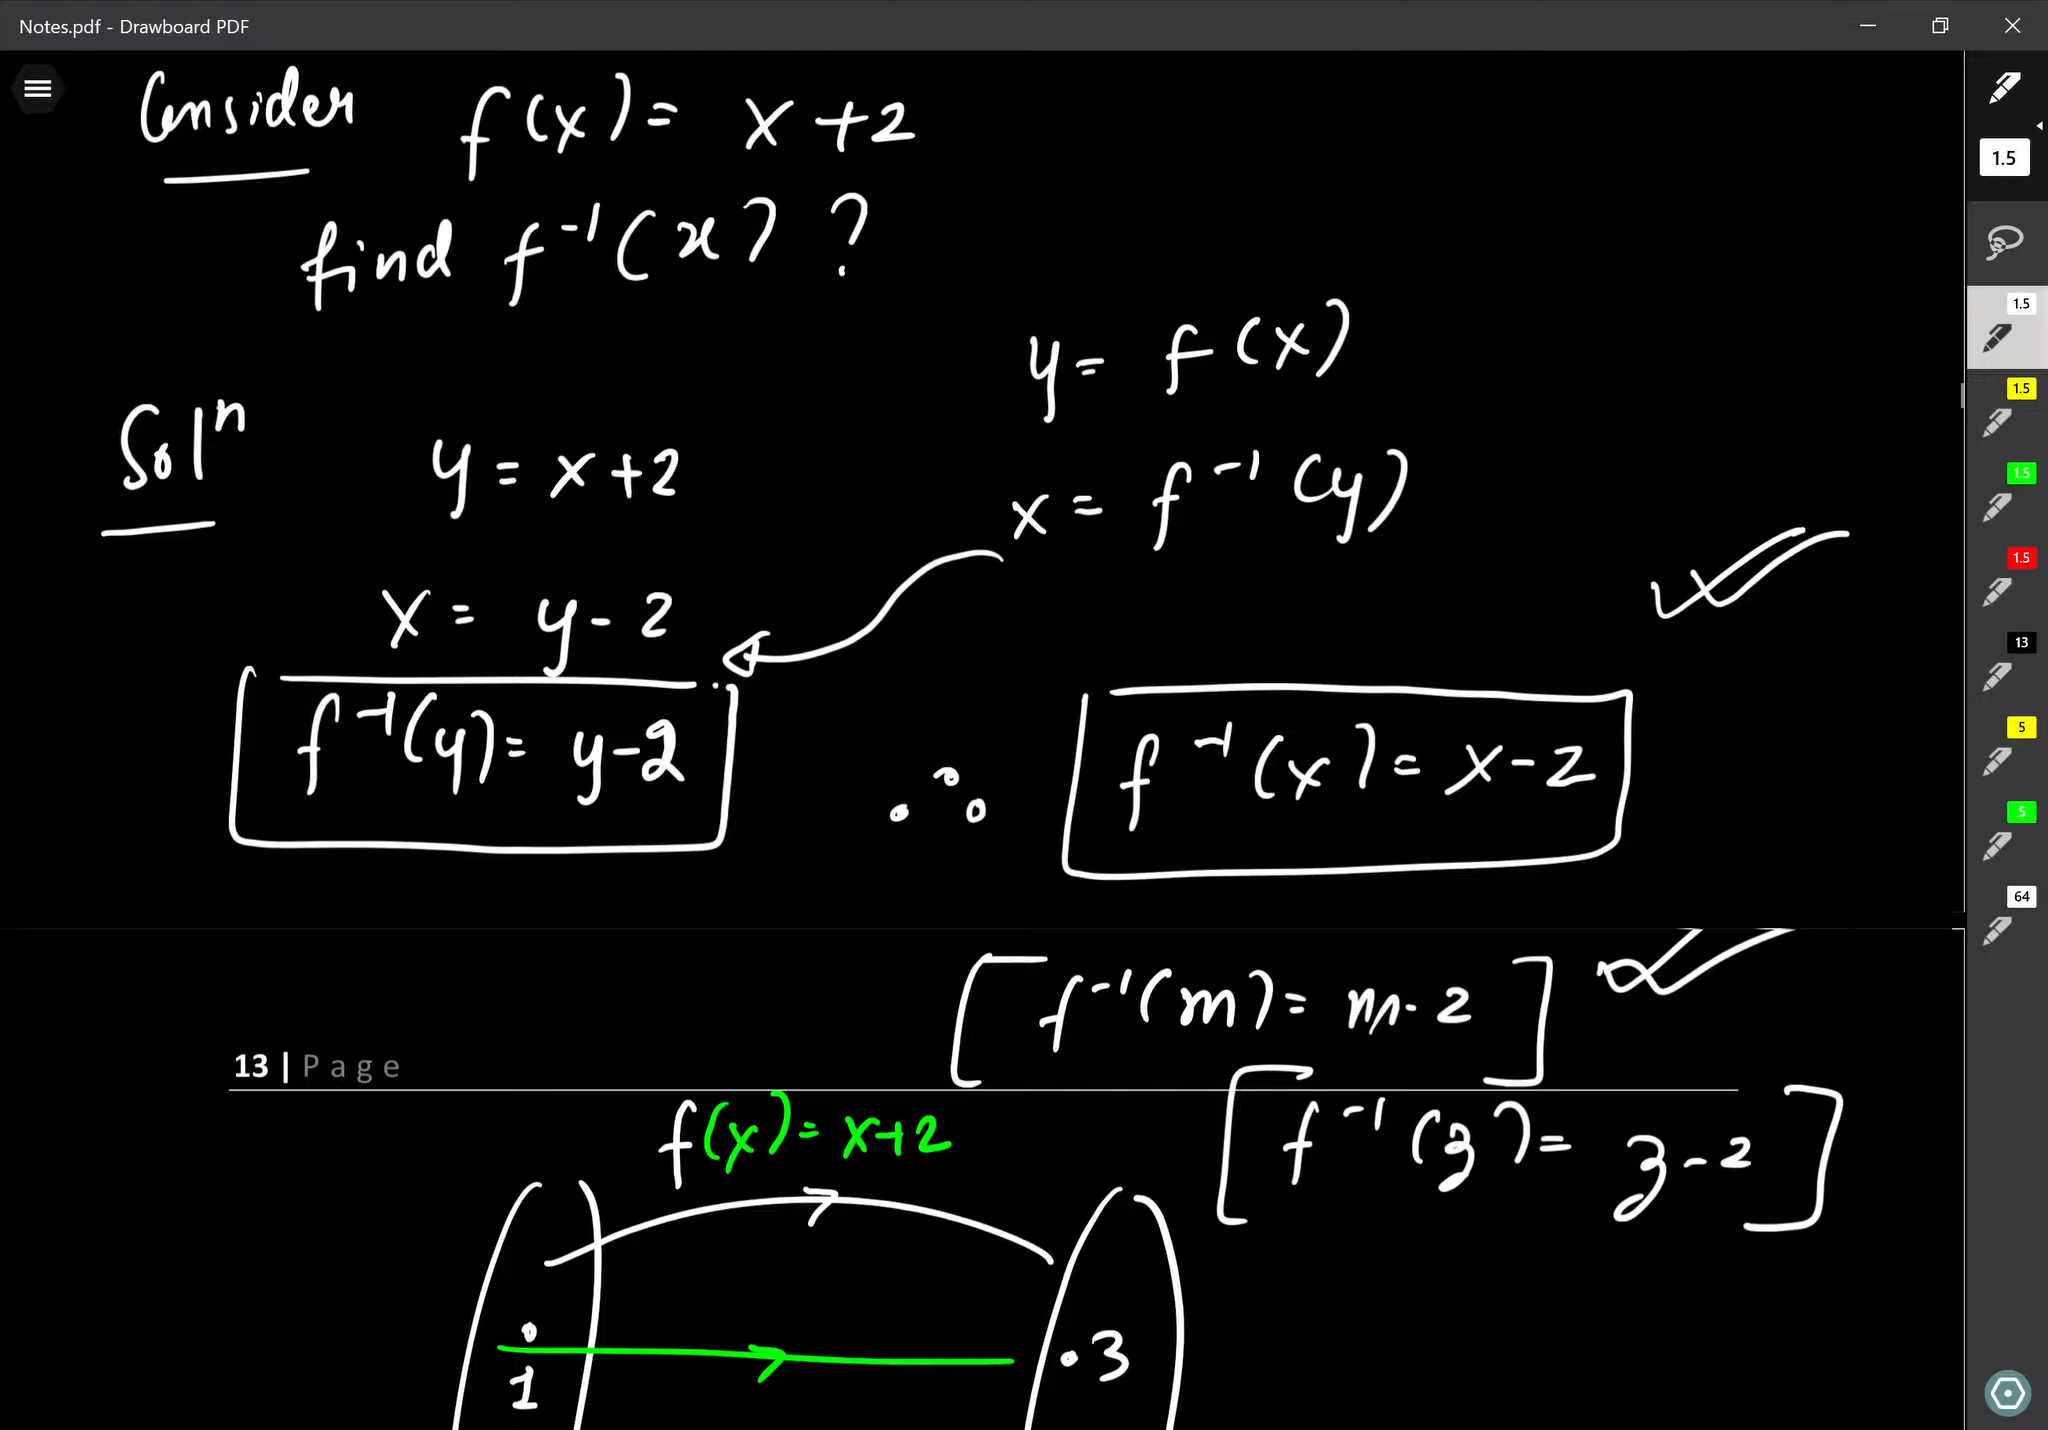 Notes.pdf - Drawboard PDF
Consider f(x) = x + 2
find f⁻¹(x) ?
y = f(x)
Solⁿ y = x + 2
x = f⁻¹(y)
x = y - 2
f⁻¹(y) = y - 2 ∴ f⁻¹(x) = x - 2
[f⁻¹(m) = m - 2]
13 | Page
f(x) = x + 2 [f⁻¹(z) = z - 2]
1 . 3
1.5
1.5
1.5
1.5
1.5
13
5
5
64